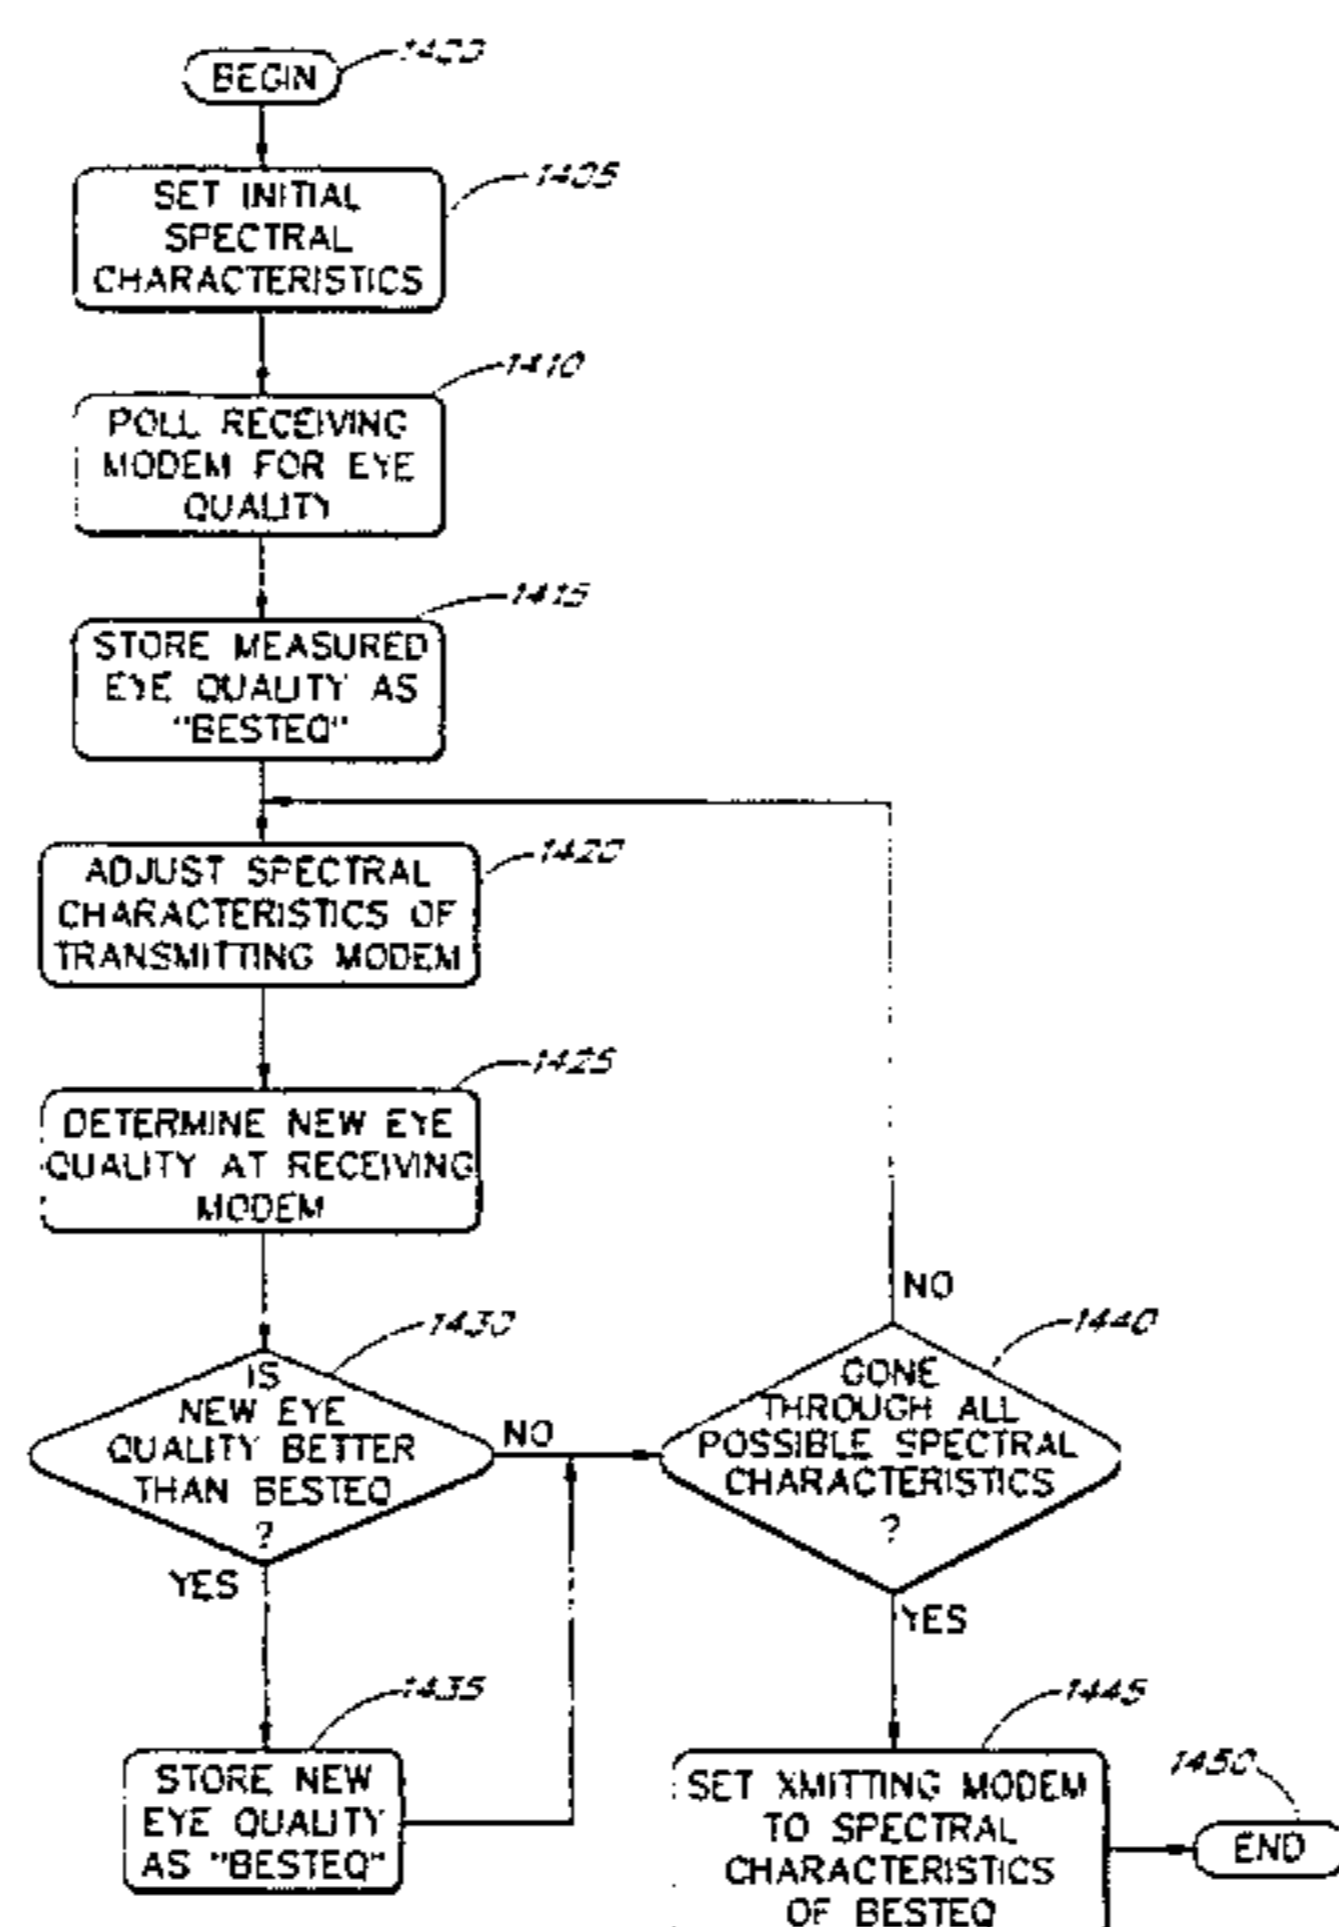 BEGIN
1400
SET INITIAL
SPECTRAL
CHARACTERISTICS
1405
POLL RECEIVING
MODEM FOR EYE
QUALITY
1410
STORE MEASURED
EYE QUALITY AS
"BESTEQ"
1415
ADJUST SPECTRAL
CHARACTERISTICS OF
TRANSMITTING MODEM
1420
DETERMINE NEW EYE
QUALITY AT RECEIVING
MODEM
1425
IS
NEW EYE
QUALITY BETTER
THAN BESTEQ
?
1430
NO
YES
STORE NEW
EYE QUALITY
AS "BESTEQ"
1435
GONE
THROUGH ALL
POSSIBLE SPECTRAL
CHARACTERISTICS
?
1440
NO
YES
SET XMITTING MODEM
TO SPECTRAL
CHARACTERISTICS
OF BESTEQ
1445
END
1450